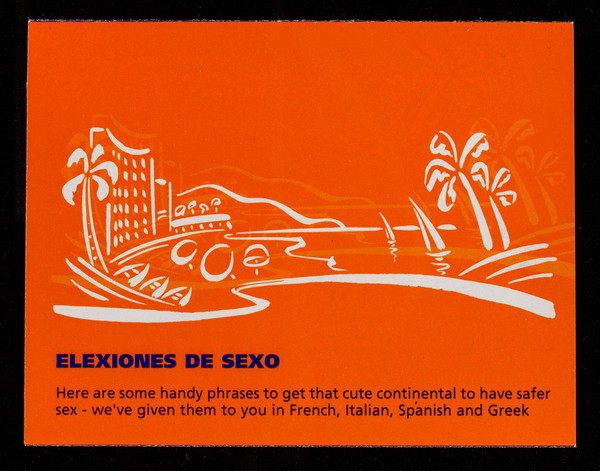 ELEXIONES DE SEXO
Here are some handy phrases to get that cute continental to have safer
sex - we've given them to you in French, Italian, Spanish and Greek